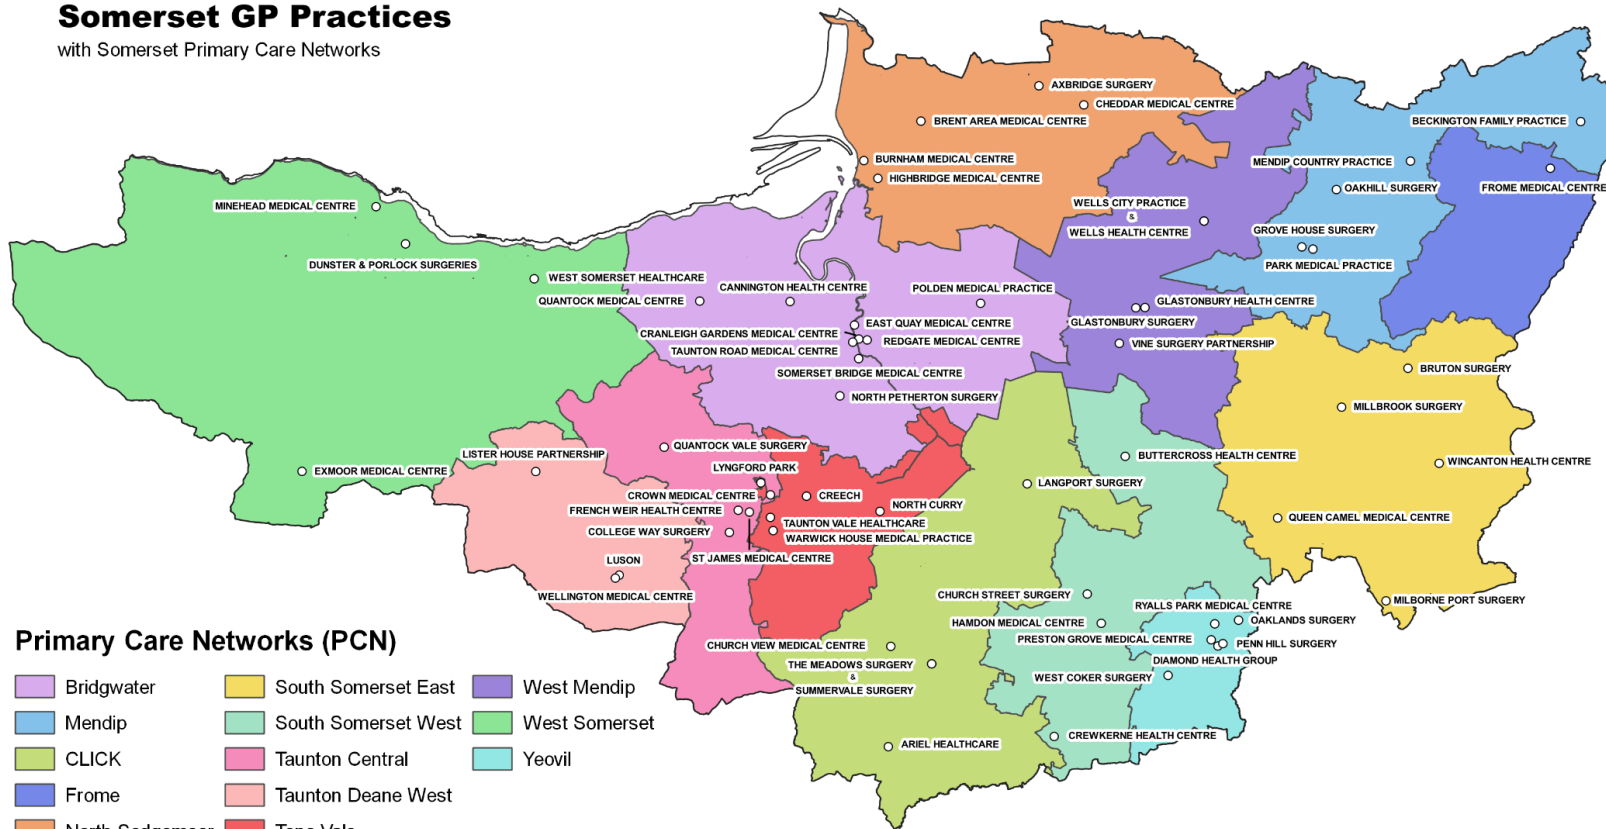 Somerset GP Practices
with Somerset Primary Care Networks
AXBRIDGE SURGERY
CHEDDAR MEDICAL CENTRE
BRENT AREA MEDICAL CENTRE
BECKINGTON FAMILY PRACTICE
BURNHAM MEDICAL CENTRE
MENDIP COUNTRY PRACTICE
HIGHBRIDGE MEDICAL CENTRE
OAKHILL SURGERY
FROME MEDICAL CENTRE
MINEHEAD MEDICAL CENTRE
WELLS CITY PRACTICE
&
WELLS HEALTH CENTRE
GROVE HOUSE SURGERY
DUNSTER & PORLOCK SURGERIES
PARK MEDICAL PRACTICE
WEST SOMERSET HEALTHCARE
CANNINGTON HEALTH CENTRE
POLDEN MEDICAL PRACTICE
QUANTOCK MEDICAL CENTRE
GLASTONBURY HEALTH CENTRE
EAST QUAY MEDICAL CENTRE
GLASTONBURY SURGERY
CRANLEIGH GARDENS MEDICAL CENTRE
REDGATE MEDICAL CENTRE
VINE SURGERY PARTNERSHIP
TAUNTON ROAD MEDICAL CENTRE
SOMERSET BRIDGE MEDICAL CENTRE
BRUTON SURGERY
NORTH PETHERTON SURGERY
MILLBROOK SURGERY
QUANTOCK VALE SURGERY
LISTER HOUSE PARTNERSHIP
BUTTERCROSS HEALTH CENTRE
WINCANTON HEALTH CENTRE
LYNGFORD PARK
EXMOOR MEDICAL CENTRE
LANGPORT SURGERY
CROWN MEDICAL CENTRE
CREECH
NORTH CURRY
FRENCH WEIR HEALTH CENTRE
QUEEN CAMEL MEDICAL CENTRE
TAUNTON VALE HEALTHCARE
COLLEGE WAY SURGERY
WARWICK HOUSE MEDICAL PRACTICE
ST JAMES MEDICAL CENTRE
LUSON
WELLINGTON MEDICAL CENTRE
CHURCH STREET SURGERY
MILBORNE PORT SURGERY
RYALLS PARK MEDICAL CENTRE
HAMDON MEDICAL CENTRE
OAKLANDS SURGERY
PRESTON GROVE MEDICAL CENTRE
PENN HILL SURGERY
CHURCH VIEW MEDICAL CENTRE
DIAMOND HEALTH GROUP
THE MEADOWS SURGERY
&
SUMMERVALE SURGERY
WEST COKER SURGERY
CREWKERNE HEALTH CENTRE
ARIEL HEALTHCARE
Primary Care Networks (PCN)
Bridgwater
Mendip
CLICK
Frome
North Sedgemoor
South Somerset East
South Somerset West
Taunton Central
Taunton Deane West
Tone Vale
West Mendip
West Somerset
Yeovil